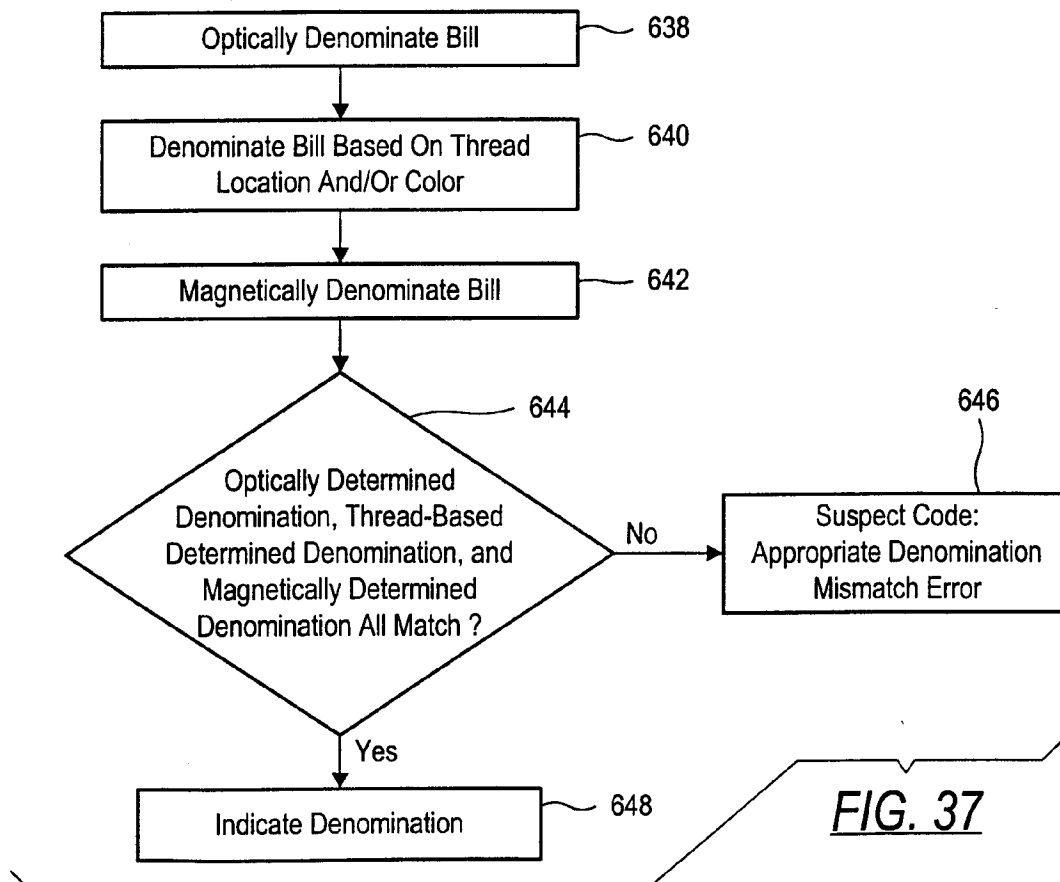 Optically Denominate Bill
638
Denominate Bill Based On Thread
Location And/Or Color
640
Magnetically Denominate Bill
642
644
Optically Determined
Denomination, Thread-Based
Determined Denomination, and
Magnetically Determined
Denomination All Match ?
No
646
Suspect Code:
Appropriate Denomination
Mismatch Error
Yes
Indicate Denomination
648
FIG. 37